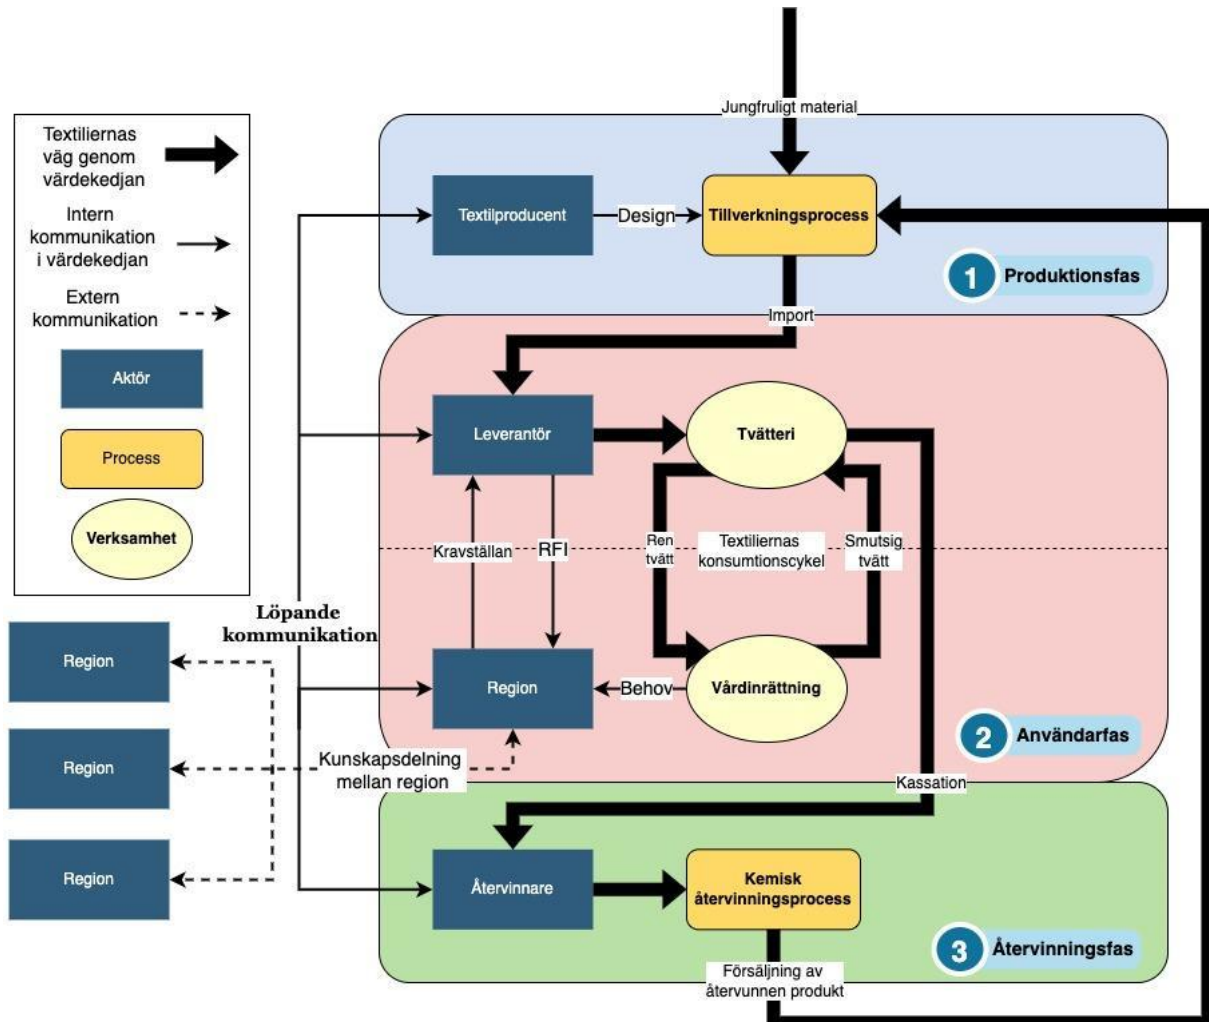 Jungfruligt material
Textiliernas
väg genom
värdekedjan
Intern
kommunikation
i värdekedjan
Extern
kommunikation
Aktör
Process
Verksamhet
Textilproducent
Design
Tillverkningsprocess
1
Produktionsfas
Import
Leverantör
Tvätteri
Kravställan
RFI
Ren
tvätt
Textiliernas
konsumtionscykel
Smutsig
tvätt
Löpande
kommunikation
Region
Behov
Vårdinrättning
2
Användarfas
Region
Region
Region
Kunskapsdelning
mellan region
Kassation
Återvinnare
Kemisk
återvinningsprocess
3
Återvinningsfas
Försäljning av
återvunnen produkt